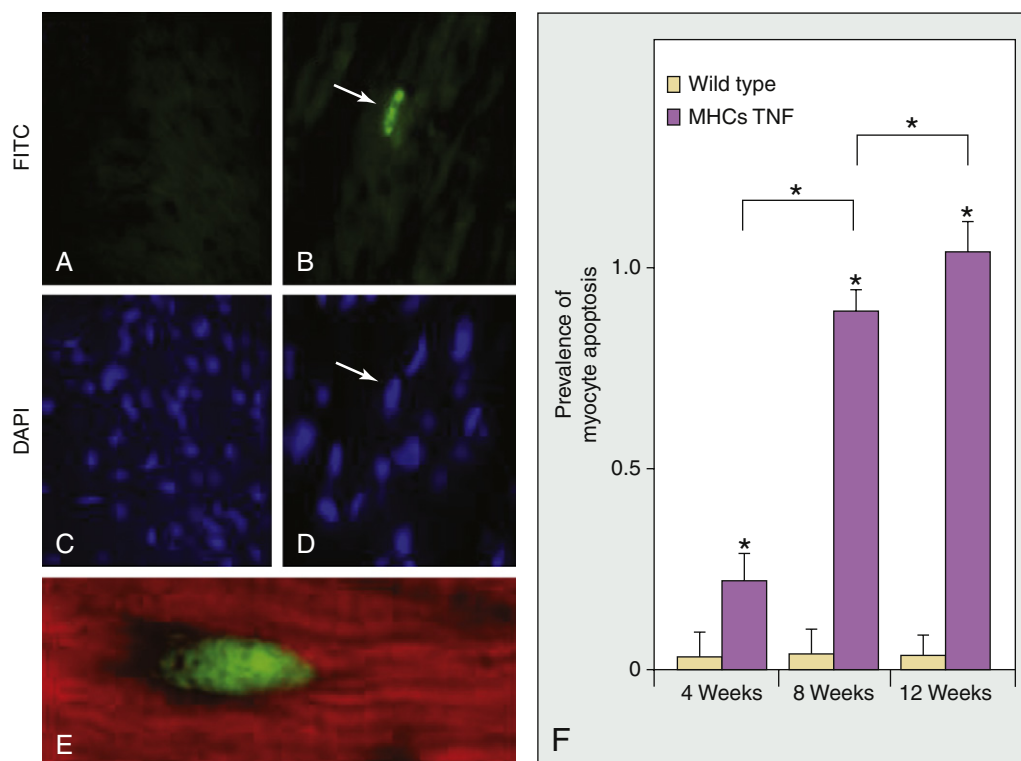 FITC
A
B
DAPI
C
D
E
Wild type
MHCs TNF
*
*
*
*
*
Prevalence of
myocyte apoptosis
1.0
0.5
0
4 Weeks
8 Weeks
12 Weeks
F